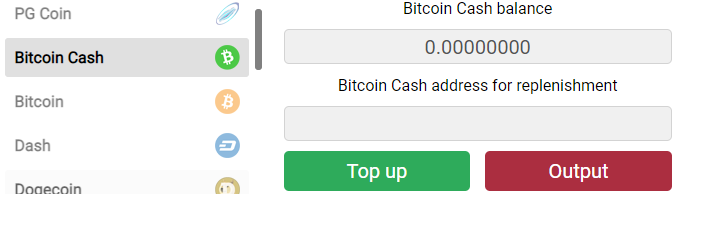 PG Coin
Bitcoin Cash
Bitcoin
Dash
Dogecoin
Bitcoin Cash balance
0.00000000
Bitcoin Cash address for replenishment
Top up
Output